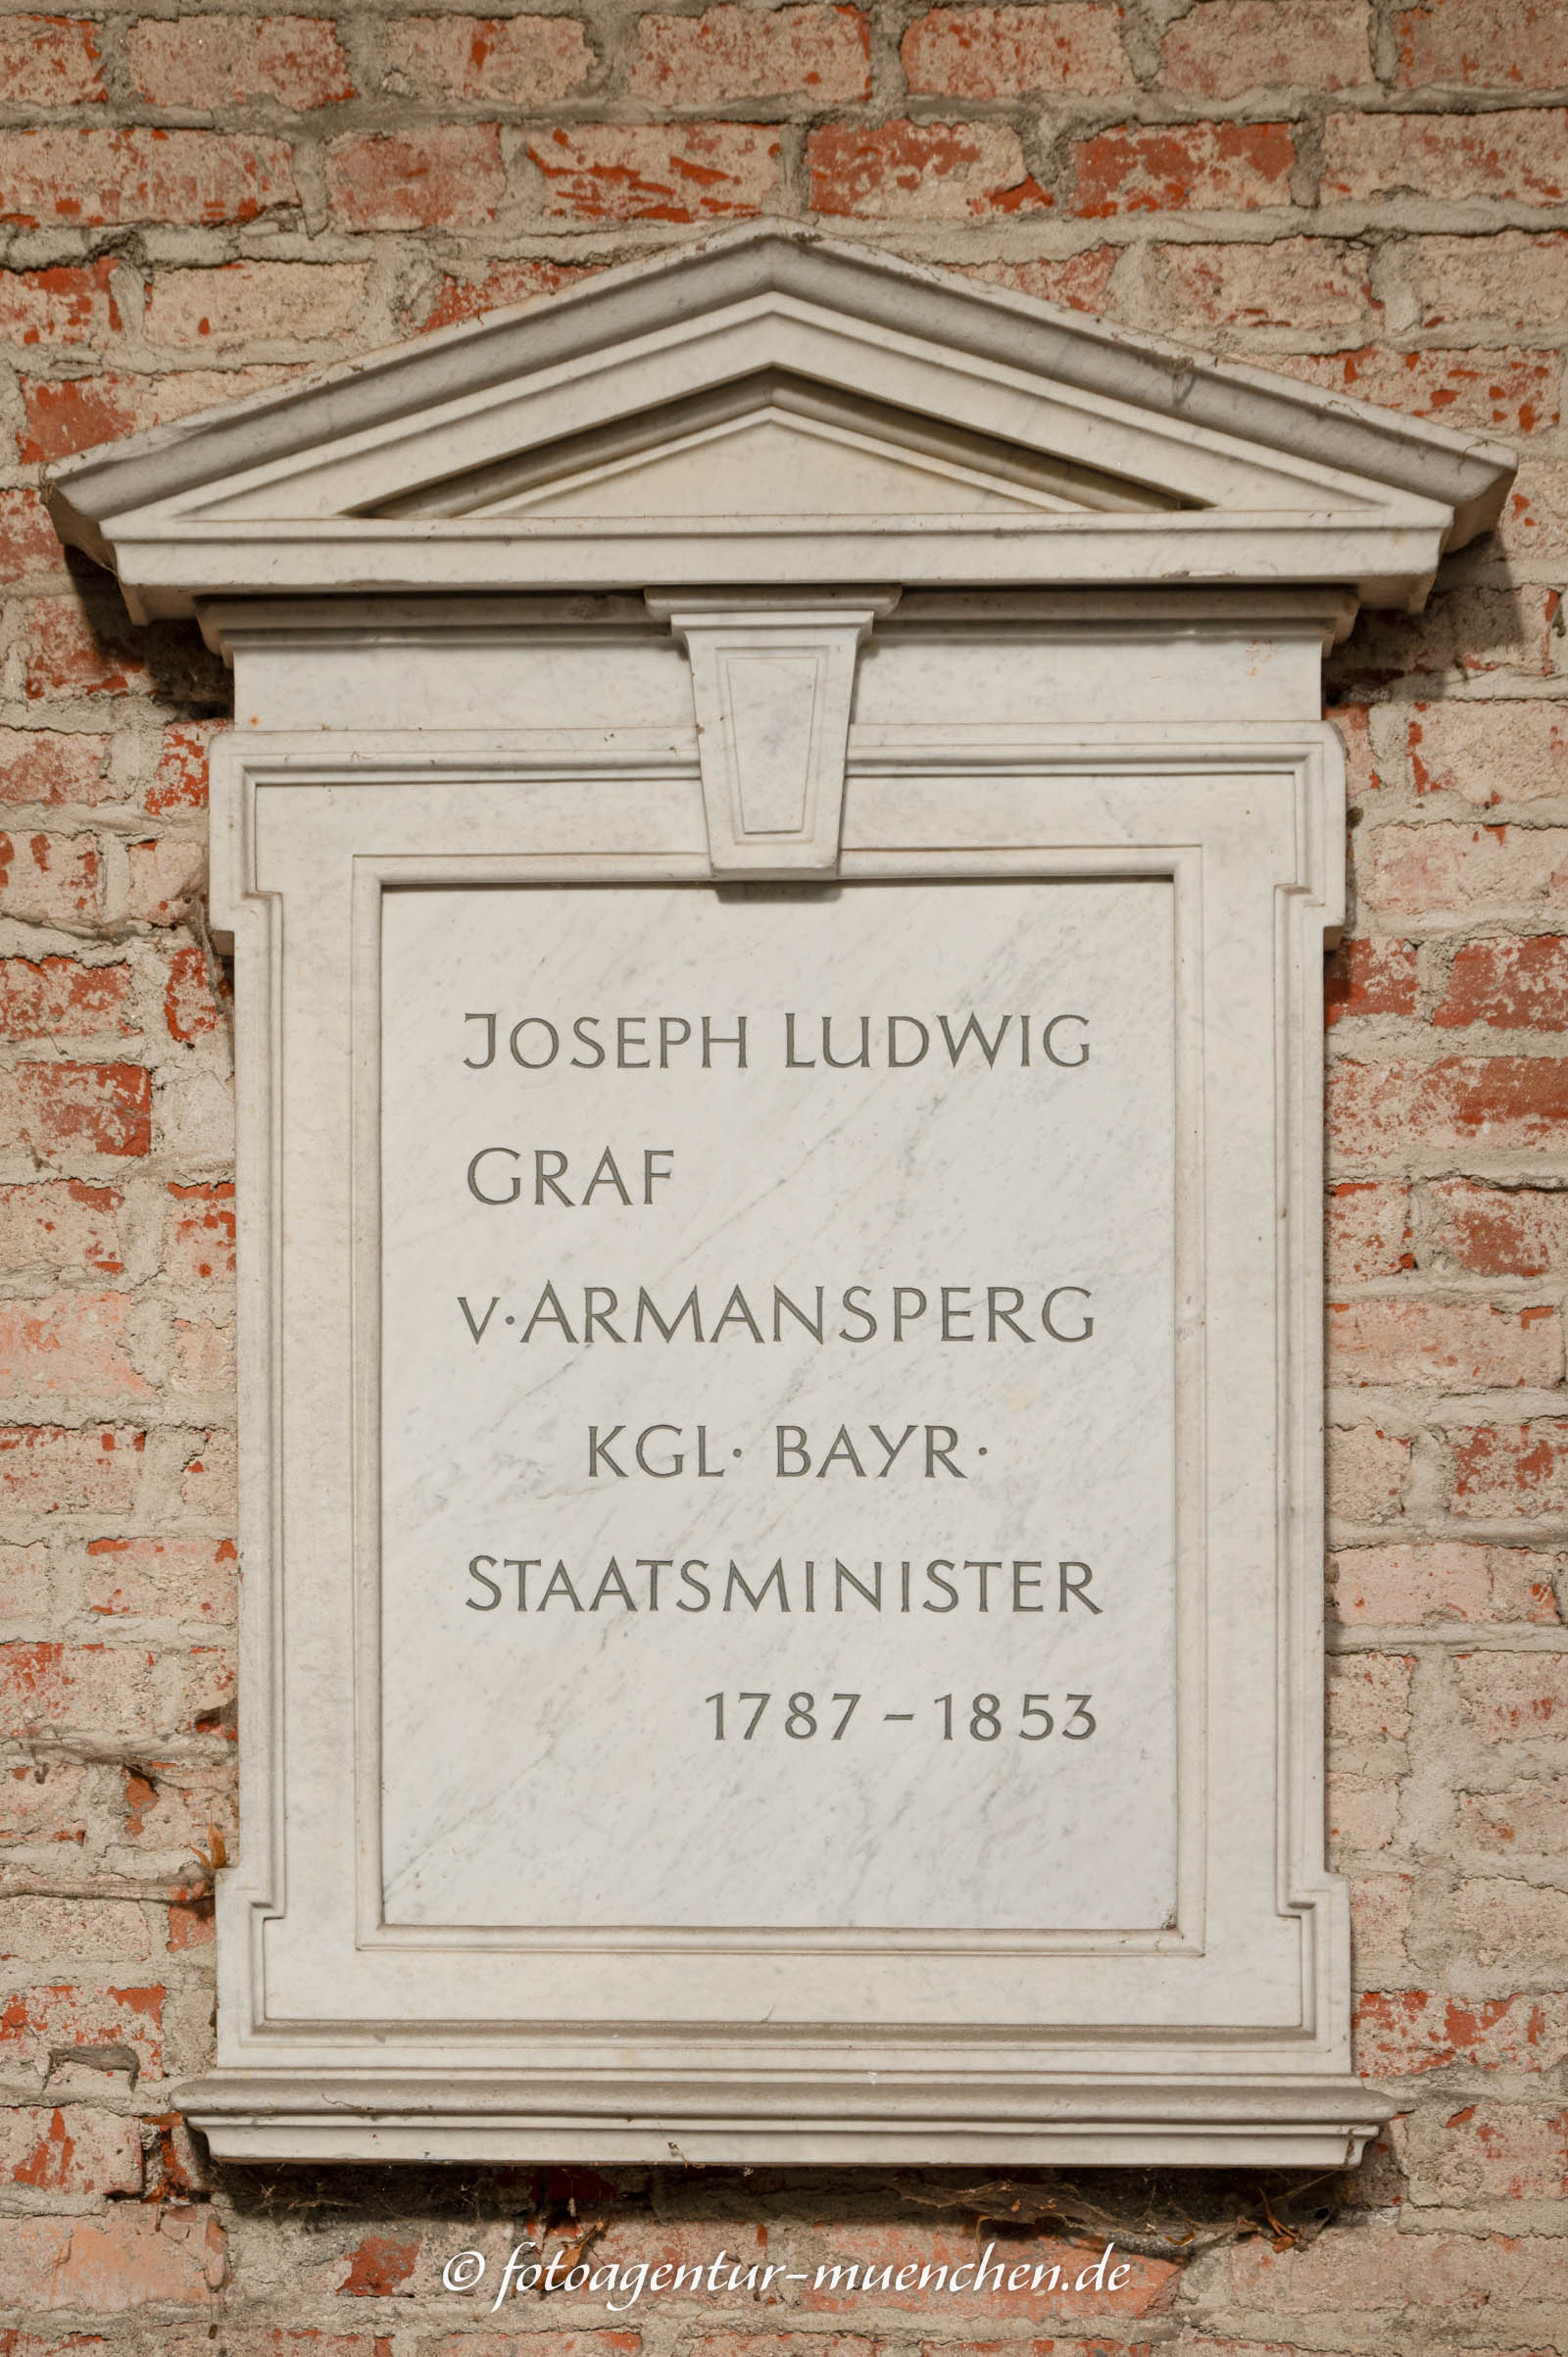 JOSEPH LUDWIG
GRAF
v·ARMANSPERG
KGL· BAYR·
STAATSMINISTER
1787 – 1853
© fotoagentur-muenchen.de